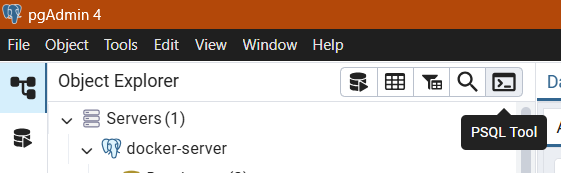 pgAdmin 4
File Object Tools Edit View Window Help
Object Explorer
Servers (1)
PSQL Tool
docker-server